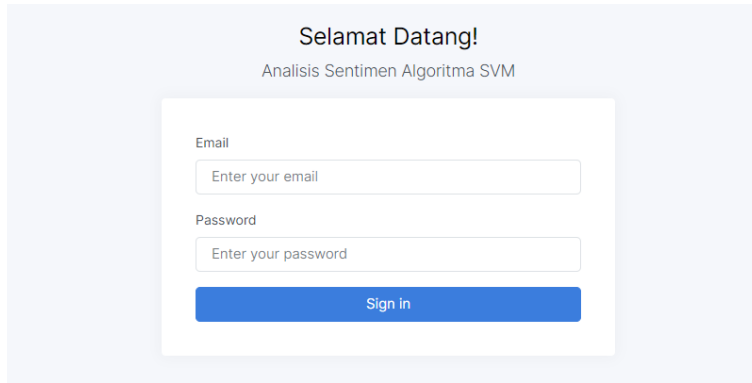 Selamat Datang!
Analisis Sentimen Algoritma SVM
Email
Enter your email
Password
Enter your password
Sign in